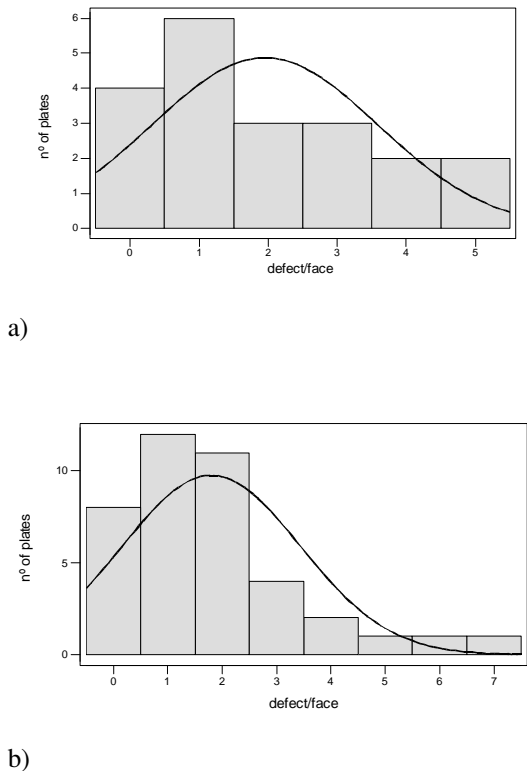 6
5
4
3
2
1
0
nº of plates
0 1 2 3 4 5
defect/face
a)
10
5
0
nº of plates
0 1 2 3 4 5 6 7
defect/face
b)